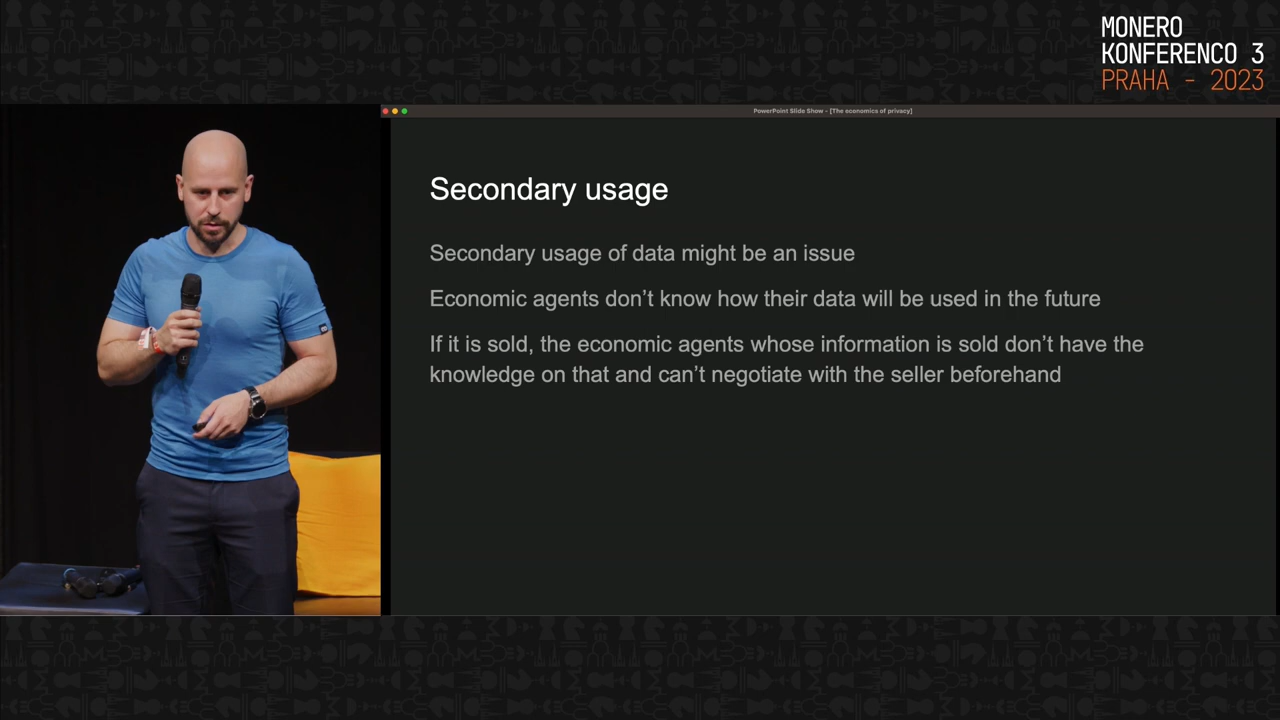 MONERO
KONFERENCO 3
PRAHA - 2023
PowerPoint Slide Show - [The economics of privacy]
Secondary usage
Secondary usage of data might be an issue
Economic agents don’t know how their data will be used in the future
If it is sold, the economic agents whose information is sold don’t have the
knowledge on that and can’t negotiate with the seller beforehand